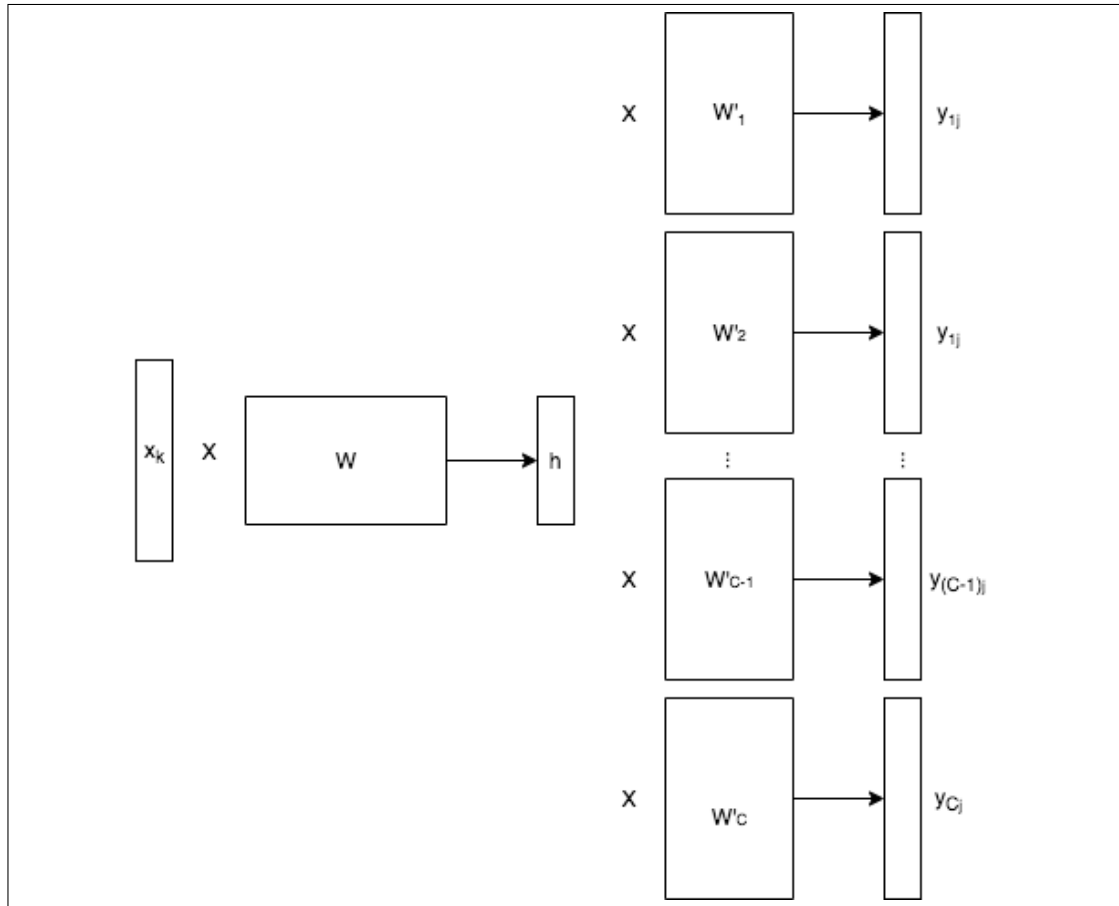 X W'₁ y₁ⱼ
X W'₂ y₁ⱼ
⋮ ⋮
xₖ X W h
X W'C-1 y(C-1)j
X W'C yCj